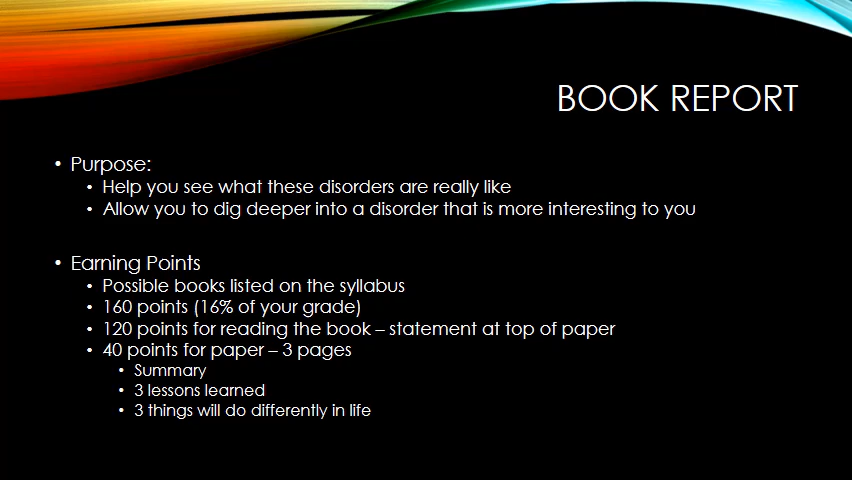 BOOK REPORT
• Purpose:
• Help you see what these disorders are really like
• Allow you to dig deeper into a disorder that is more interesting to you
• Earning Points
• Possible books listed on the syllabus
• 160 points (16% of your grade)
• 120 points for reading the book – statement at top of paper
• 40 points for paper – 3 pages
• Summary
• 3 lessons learned
• 3 things will do differently in life